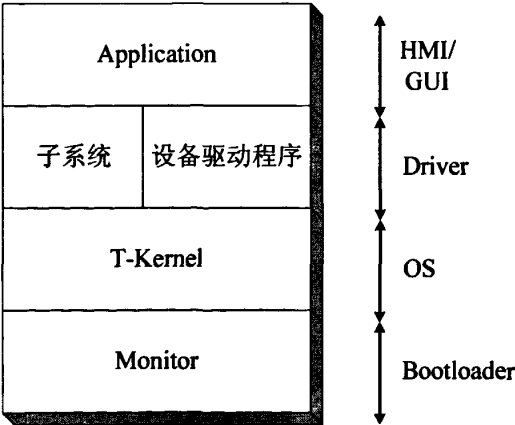 Application
HMI/
GUI
子系统
设备驱动程序
Driver
T-Kernel
OS
Monitor
Bootloader